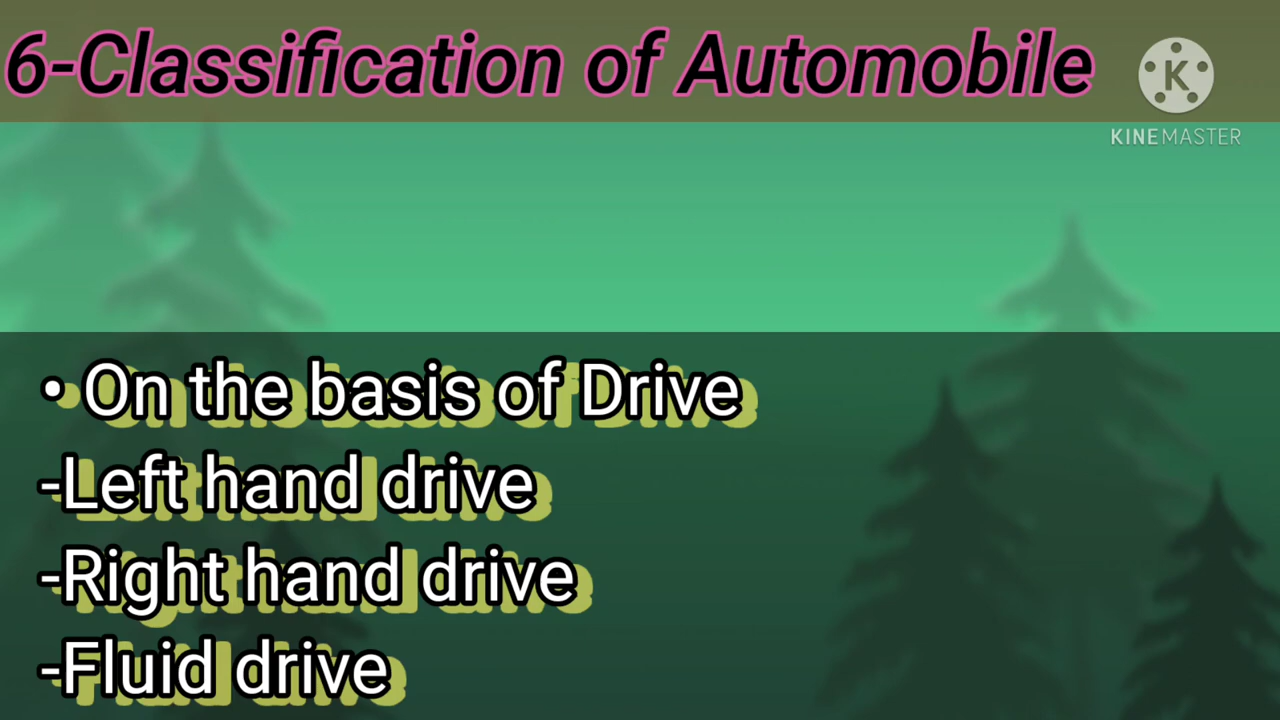 6-Classification of Automobile
K
KINEMASTER
• On the basis of Drive
-Left hand drive
-Right hand drive
-Fluid drive